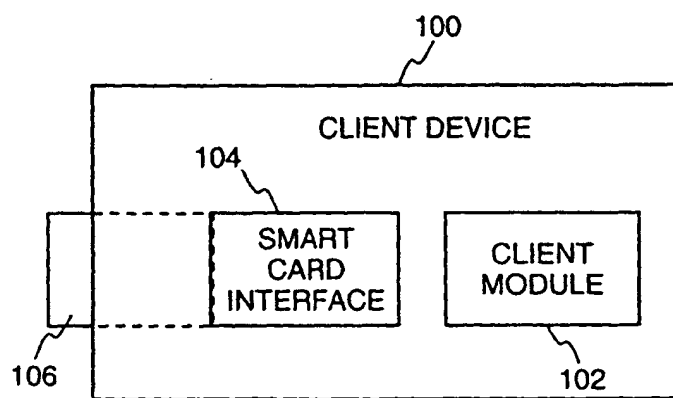 100
CLIENT DEVICE
104
SMART
CARD
INTERFACE
CLIENT
MODULE
106
102